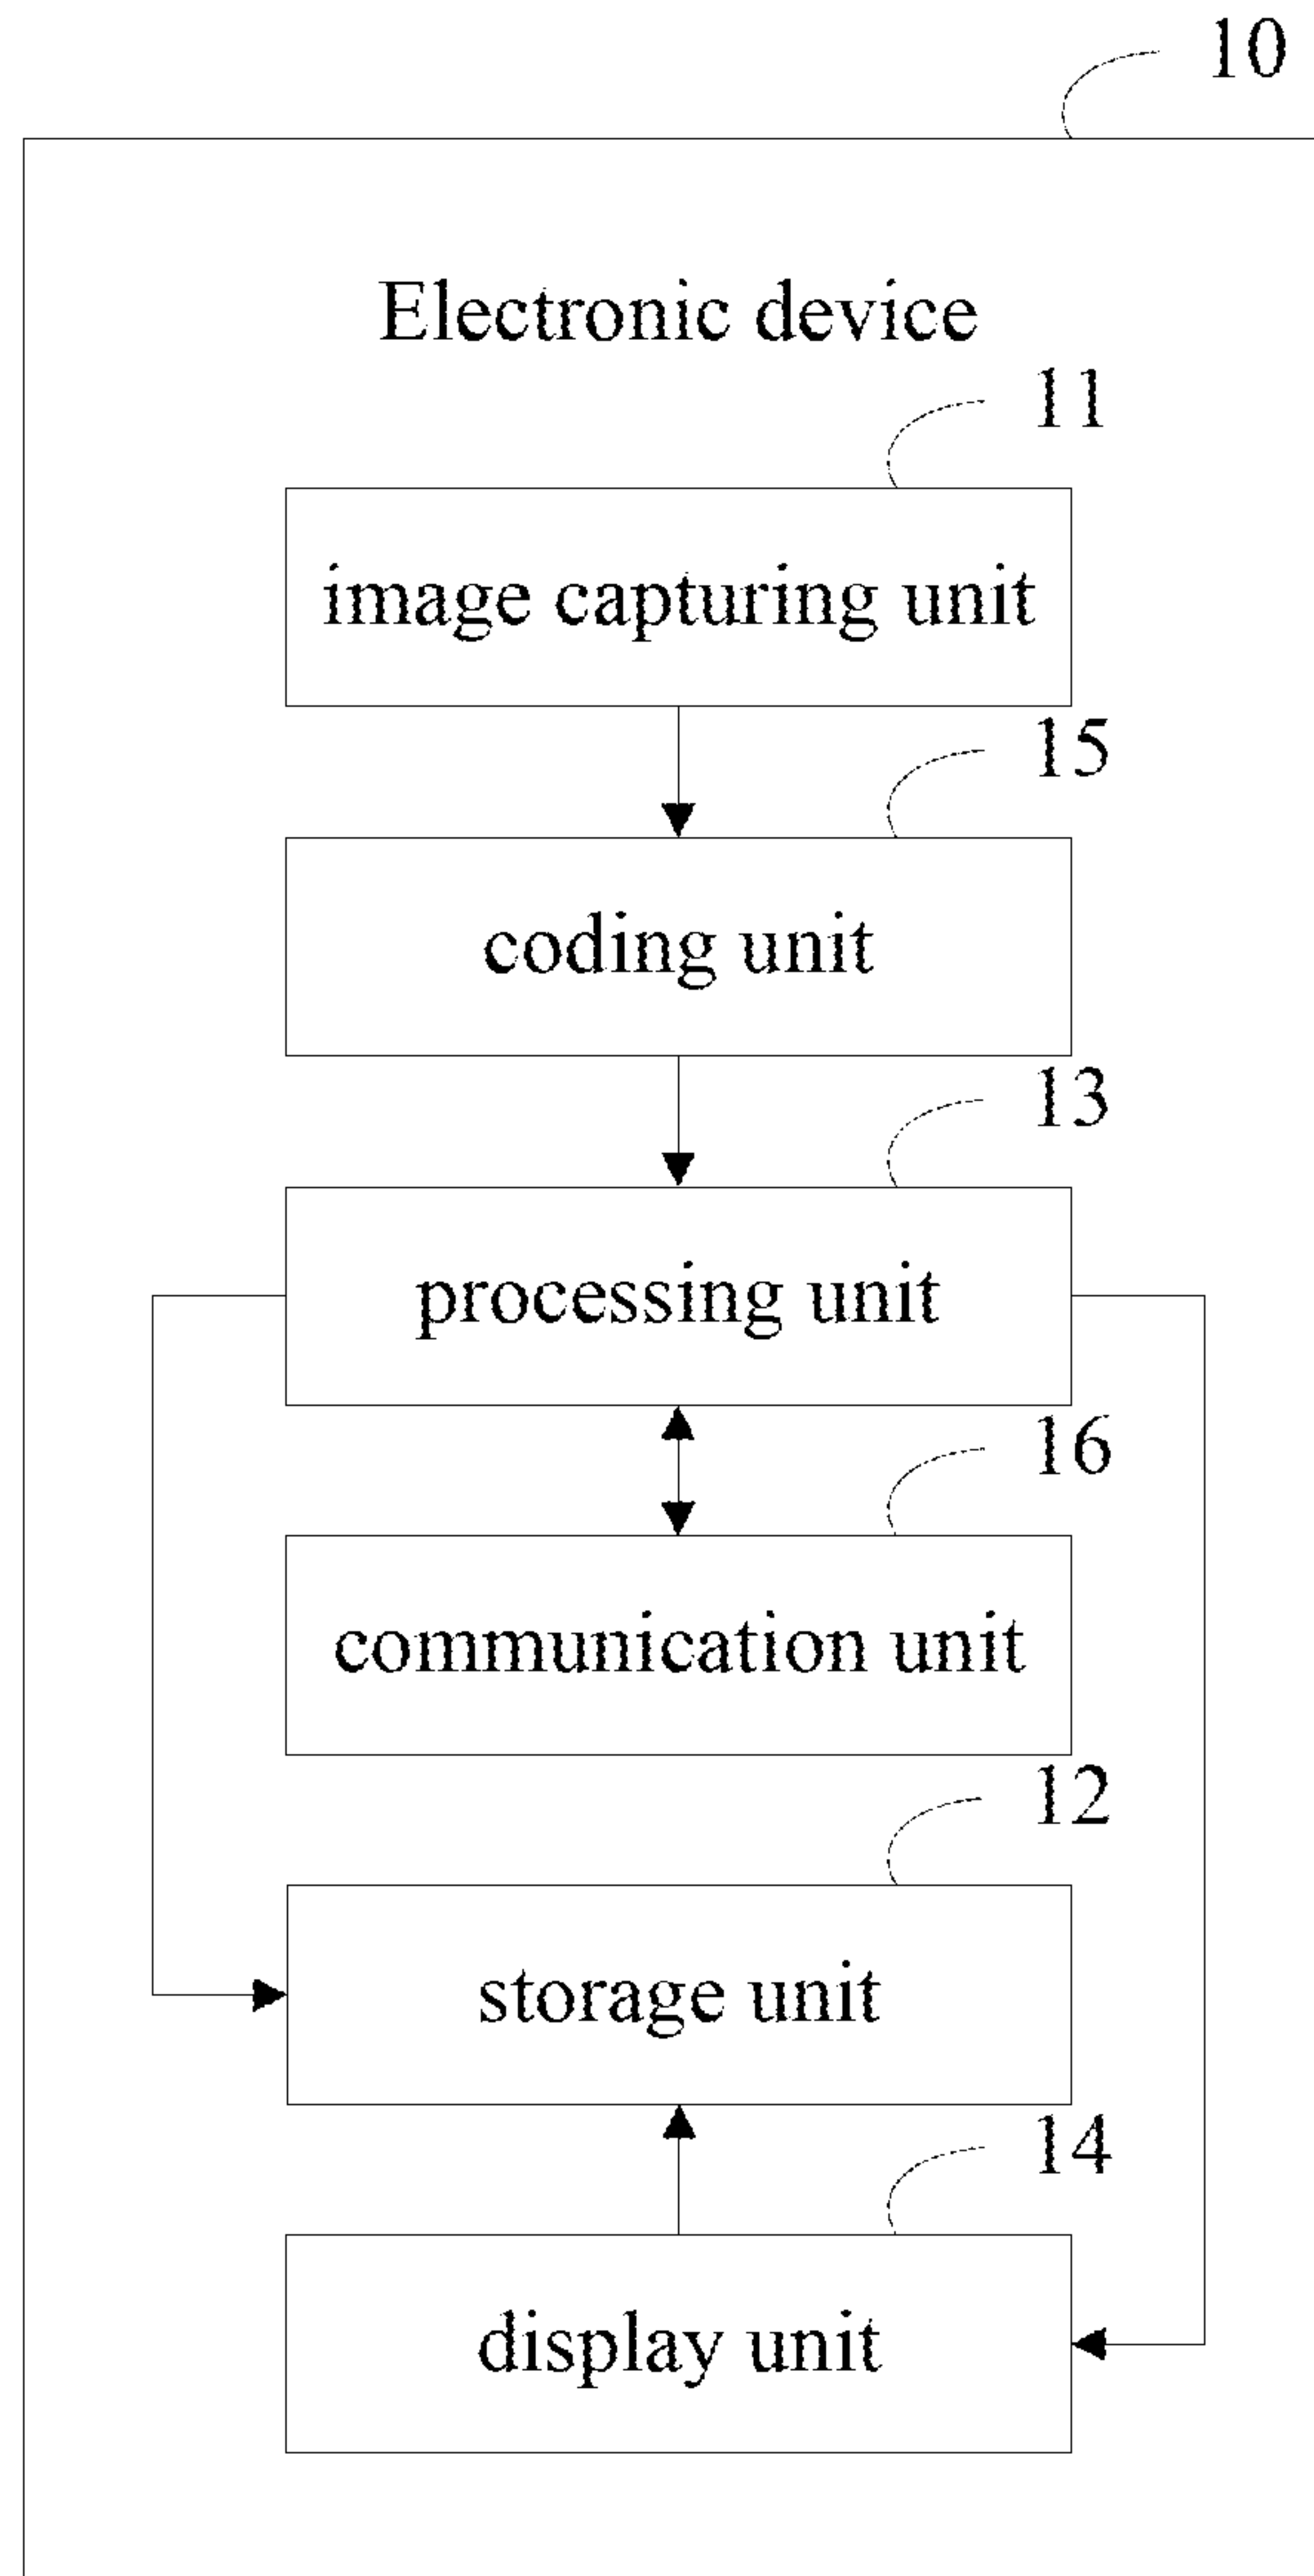 10
Electronic device
11
image capturing unit
15
coding unit
13
processing unit
16
communication unit
12
storage unit
14
display unit